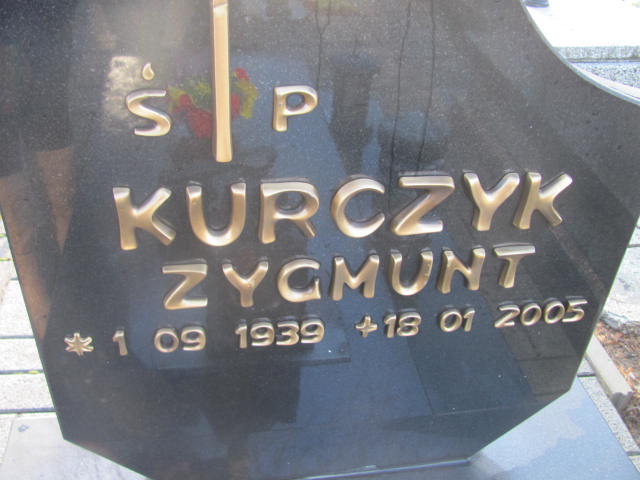 Ś P
KURCZYK
ZYGMUNT
* 1 09 1939 + 18 01 2005